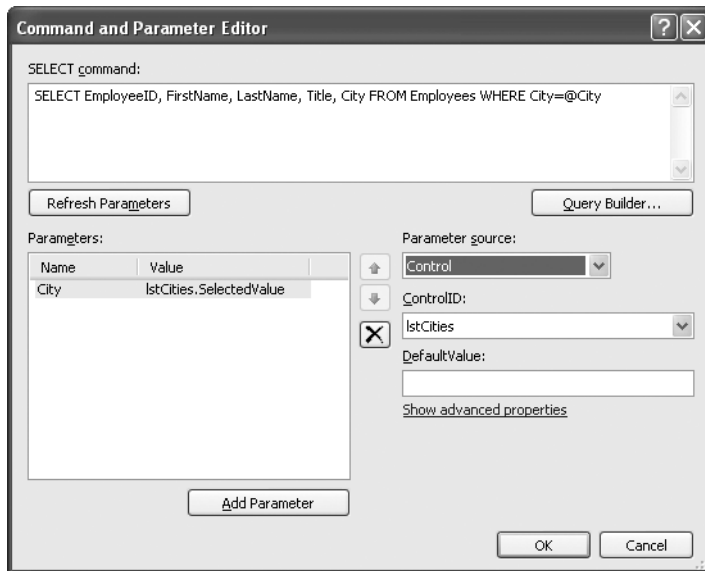 Command and Parameter Editor
SELECT command:
SELECT EmployeeID, FirstName, LastName, Title, City FROM Employees WHERE City=@City
Refresh Parameters
Query Builder...
Parameters:
Parameter source:
Name Value
Control
City lstCities.SelectedValue
ControlID:
lstCities
DefaultValue:
Show advanced properties
Add Parameter
OK Cancel